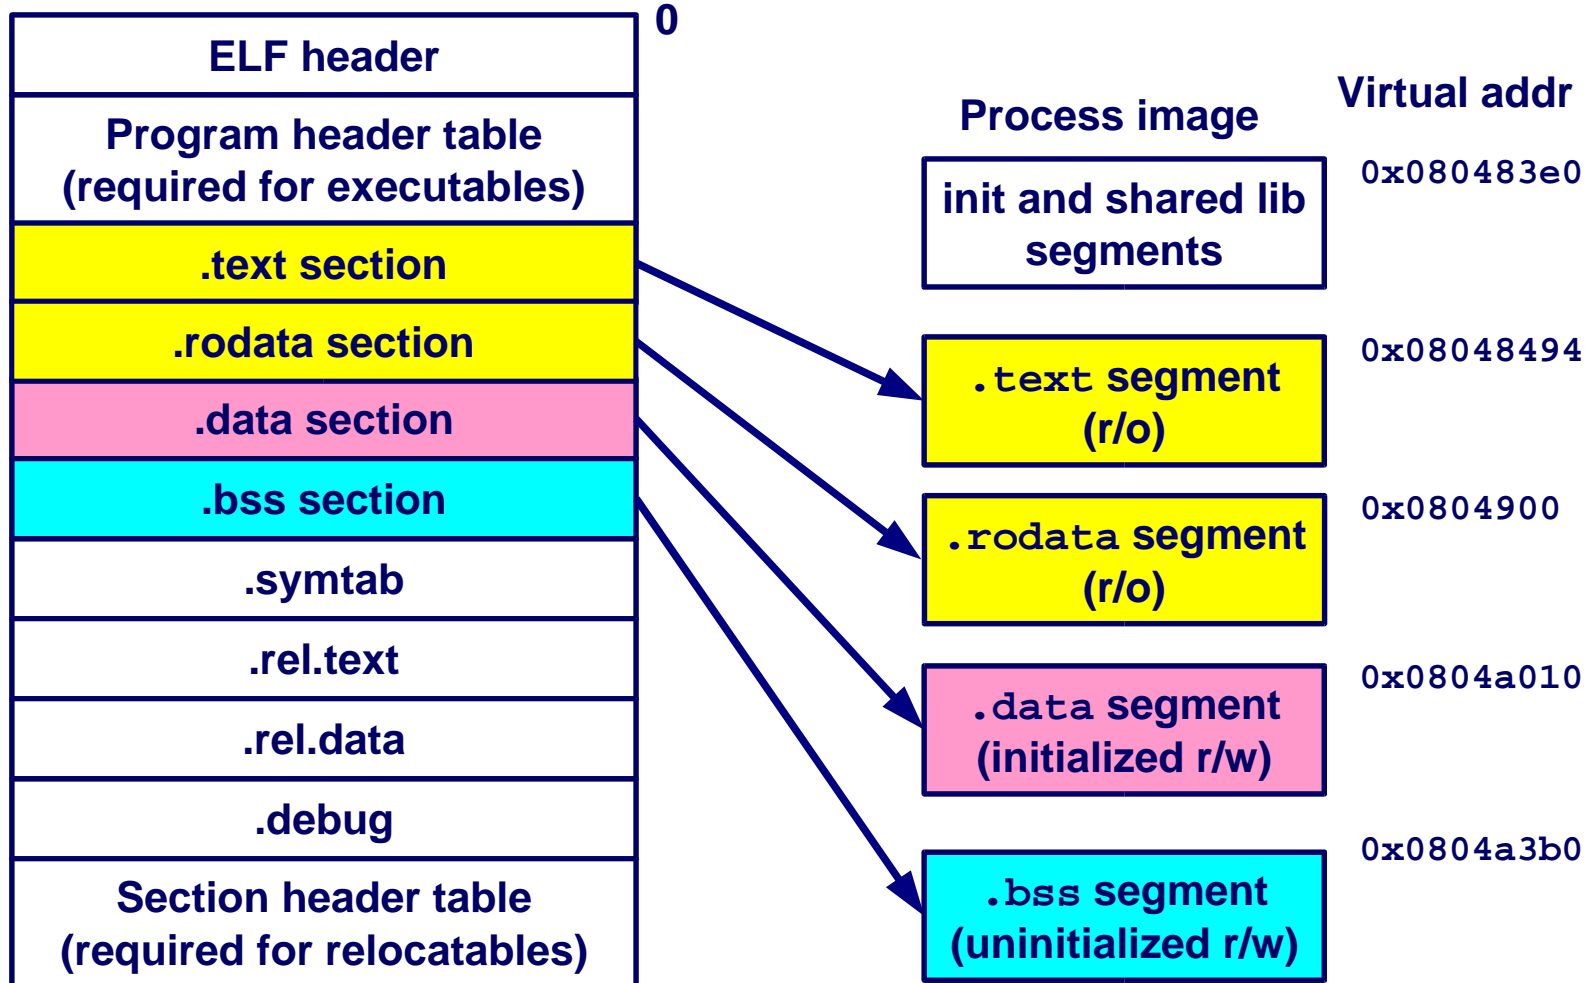 0
ELF header
Program header table
(required for executables)
.text section
.rodata section
.data section
.bss section
.symtab
.rel.text
.rel.data
.debug
Section header table
(required for relocatables)
Process image
Virtual addr
init and shared lib
segments
0x080483e0
.text segment
(r/o)
0x08048494
.rodata segment
(r/o)
0x0804900
.data segment
(initialized r/w)
0x0804a010
.bss segment
(uninitialized r/w)
0x0804a3b0